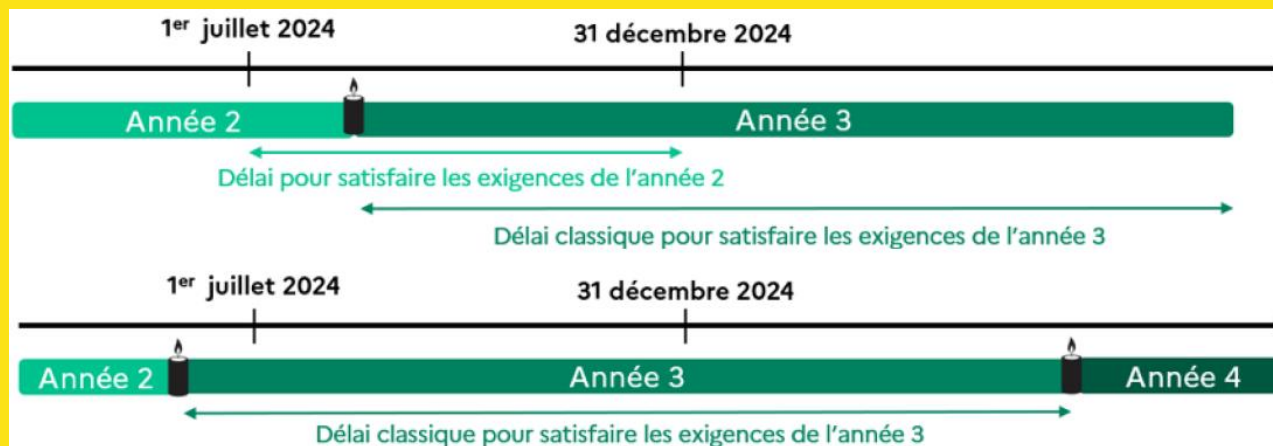 1er juillet 2024 31 décembre 2024
Année 2 Année 3
Délai pour satisfaire les exigences de l'année 2
Délai classique pour satisfaire les exigences de l'année 3
1er juillet 2024 31 décembre 2024
Année 2 Année 3 Année 4
Délai classique pour satisfaire les exigences de l'année 3